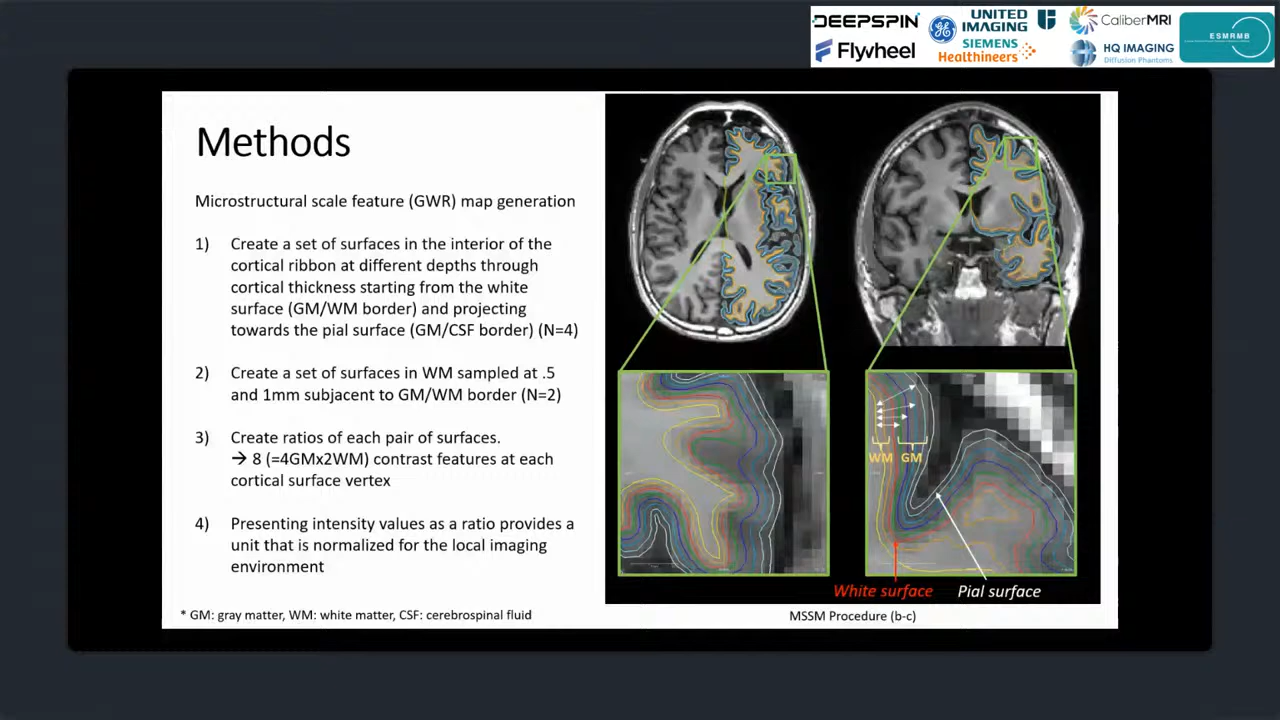 DEEPSPIN
UNITED
IMAGING
CaliberMRI
ESMRMB
Flywheel
SIEMENS
Healthineers
HQ IMAGING
Diffusion Phantoms
Methods
Microstructural scale feature (GWR) map generation
1) Create a set of surfaces in the interior of the
cortical ribbon at different depths through
cortical thickness starting from the white
surface (GM/WM border) and projecting
towards the pial surface (GM/CSF border) (N=4)
2) Create a set of surfaces in WM sampled at .5
and 1mm subjacent to GM/WM border (N=2)
3) Create ratios of each pair of surfaces.
→ 8 (=4GMx2WM) contrast features at each
cortical surface vertex
4) Presenting intensity values as a ratio provides a
unit that is normalized for the local imaging
environment
* GM: gray matter, WM: white matter, CSF: cerebrospinal fluid
WM GM
White surface Pial surface
MSSM Procedure (b-c)